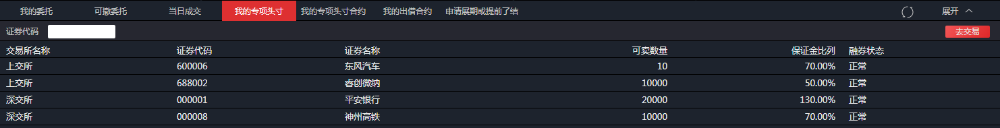 我的委托 可撤委托 当日成交 我的专项头寸 我的专项头寸合约 我的出借合约 申请展期或提前了结 展开
证券代码 去交易
交易所名称 证券代码 证券名称 可卖数量 保证金比列 融券状态
上交所 600006 东风汽车 10 70.00% 正常
上交所 688002 睿创微纳 10000 50.00% 正常
深交所 000001 平安银行 20000 130.00% 正常
深交所 000008 神州高铁 10000 70.00% 正常